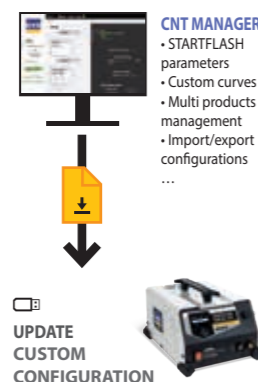 CNT MANAGER
• STARTFLASH
parameters
• Custom curves
• Multi products
management
• Import/export
configurations
…
UPDATE
CUSTOM
CONFIGURATION